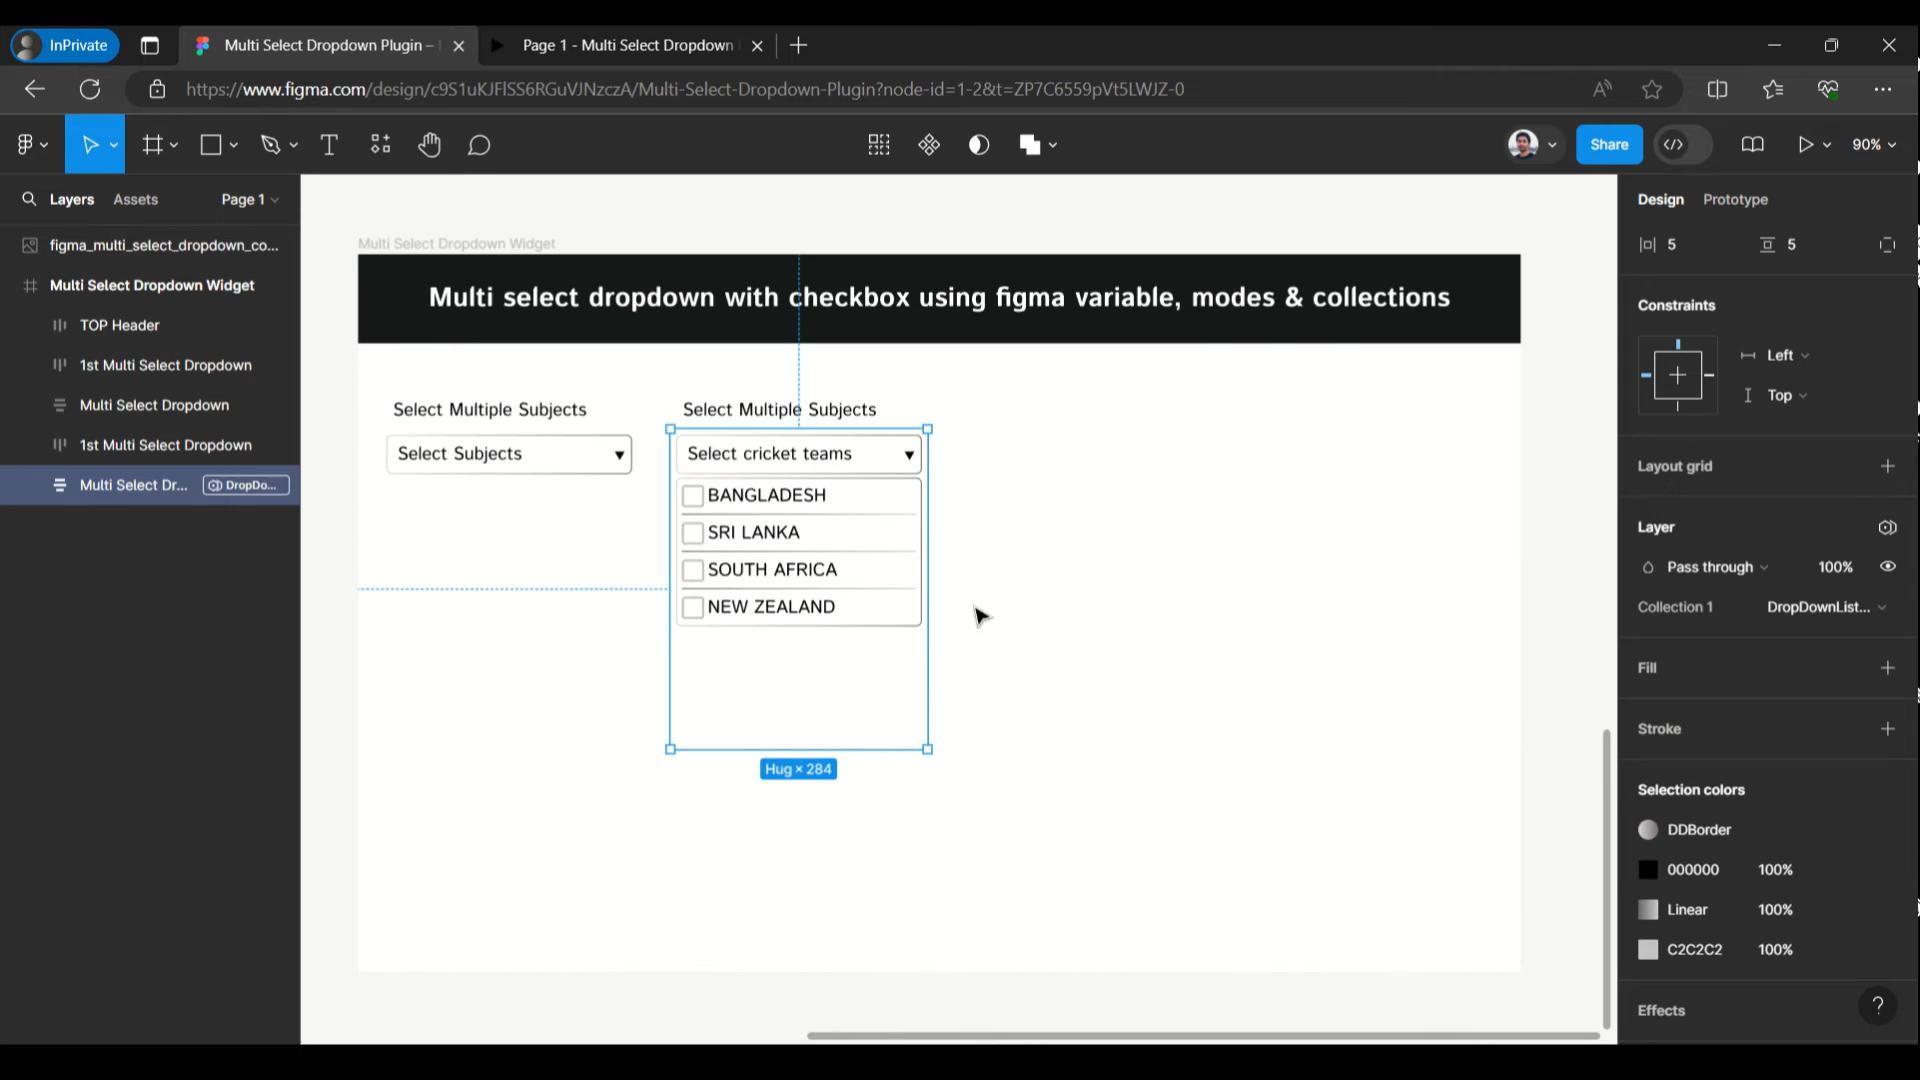 InPrivate
Multi Select Dropdown Plugin –
Page 1 - Multi Select Dropdown
https://www.figma.com/design/c9S1uKJFlSS6RGuVJNzczA/Multi-Select-Dropdown-Plugin?node-id=1-2&t=ZP7C6559pVt5LWJZ-0
Share
90%
Layers
Assets
Page 1
figma_multi_select_dropdown_co...
Multi Select Dropdown Widget
TOP Header
1st Multi Select Dropdown
Multi Select Dropdown
1st Multi Select Dropdown
Multi Select Dr...
DropDo...
Multi Select Dropdown Widget
Multi select dropdown with checkbox using figma variable, modes & collections
Select Multiple Subjects
Select Subjects
Select Multiple Subjects
Select cricket teams
BANGLADESH
SRI LANKA
SOUTH AFRICA
NEW ZEALAND
Hug × 284
Design
Prototype
5
5
Constraints
Left
Top
Layout grid
Layer
Pass through
100%
Collection 1
DropDownList...
Fill
Stroke
Selection colors
DDBorder
000000
100%
Linear
100%
C2C2C2
100%
Effects
?